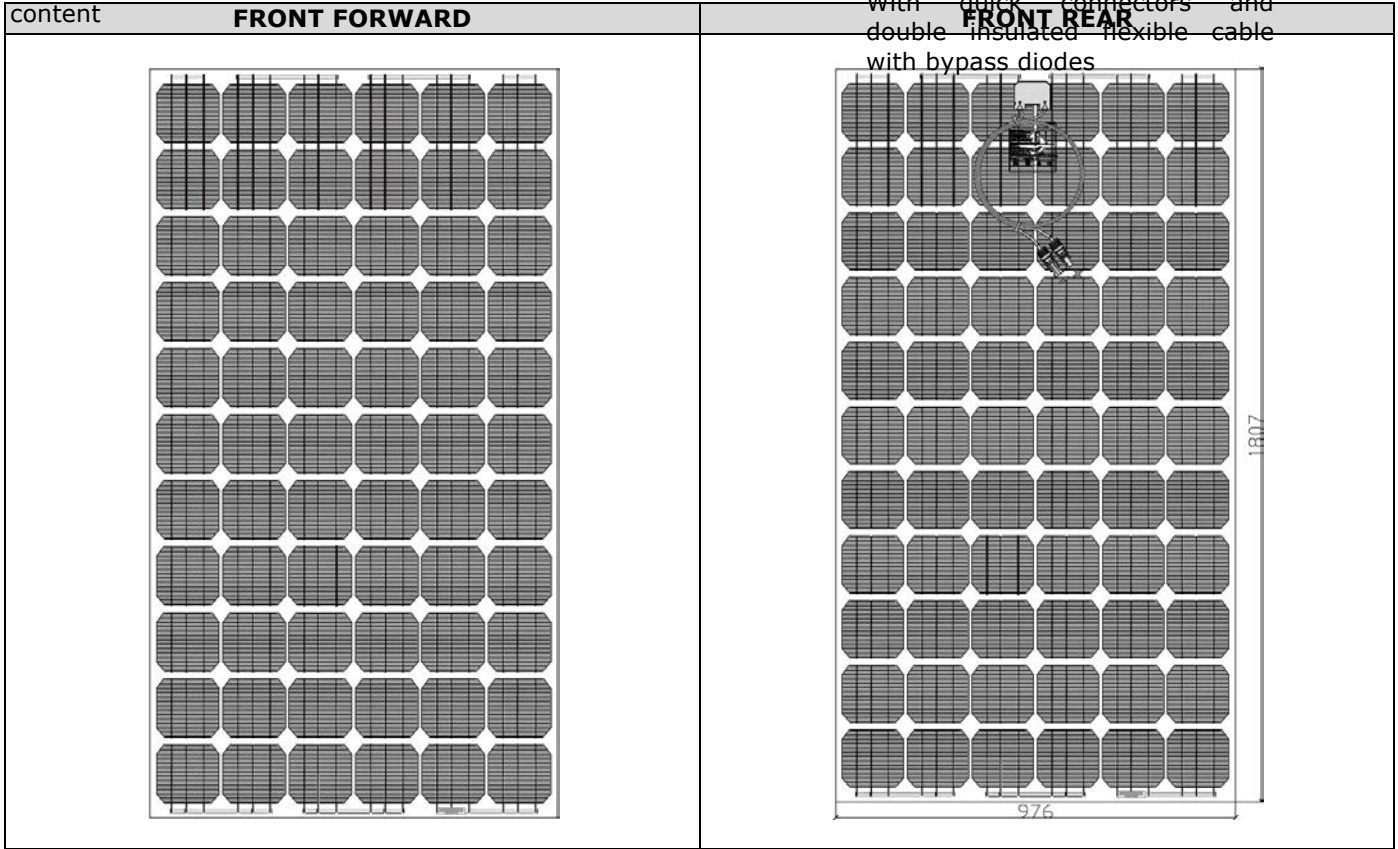 content
FRONT FORWARD
With quick connectors and
FRONT REAR
double insulated flexible cable
with bypass diodes
1807
976